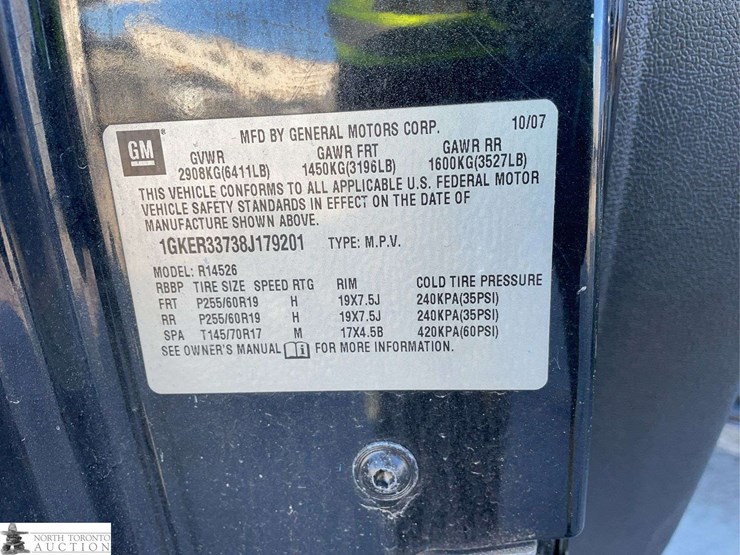 GM
MFD BY GENERAL MOTORS CORP. 10/07
GVWR GAWR FRT GAWR RR
2908KG(6411LB) 1450KG(3196LB) 1600KG(3527LB)
THIS VEHICLE CONFORMS TO ALL APPLICABLE U.S. FEDERAL MOTOR
VEHICLE SAFETY STANDARDS IN EFFECT ON THE DATE OF
MANUFACTURE SHOWN ABOVE.
1GKER33738J179201 TYPE: M.P.V.
MODEL: R14526
RBBP TIRE SIZE SPEED RTG RIM COLD TIRE PRESSURE
FRT P255/60R19 H 19X7.5J 240KPA(35PSI)
RR P255/60R19 H 19X7.5J 240KPA(35PSI)
SPA T145/70R17 M 17X4.5B 420KPA(60PSI)
SEE OWNER'S MANUAL FOR MORE INFORMATION.
NORTH TORONTO
AUCTION